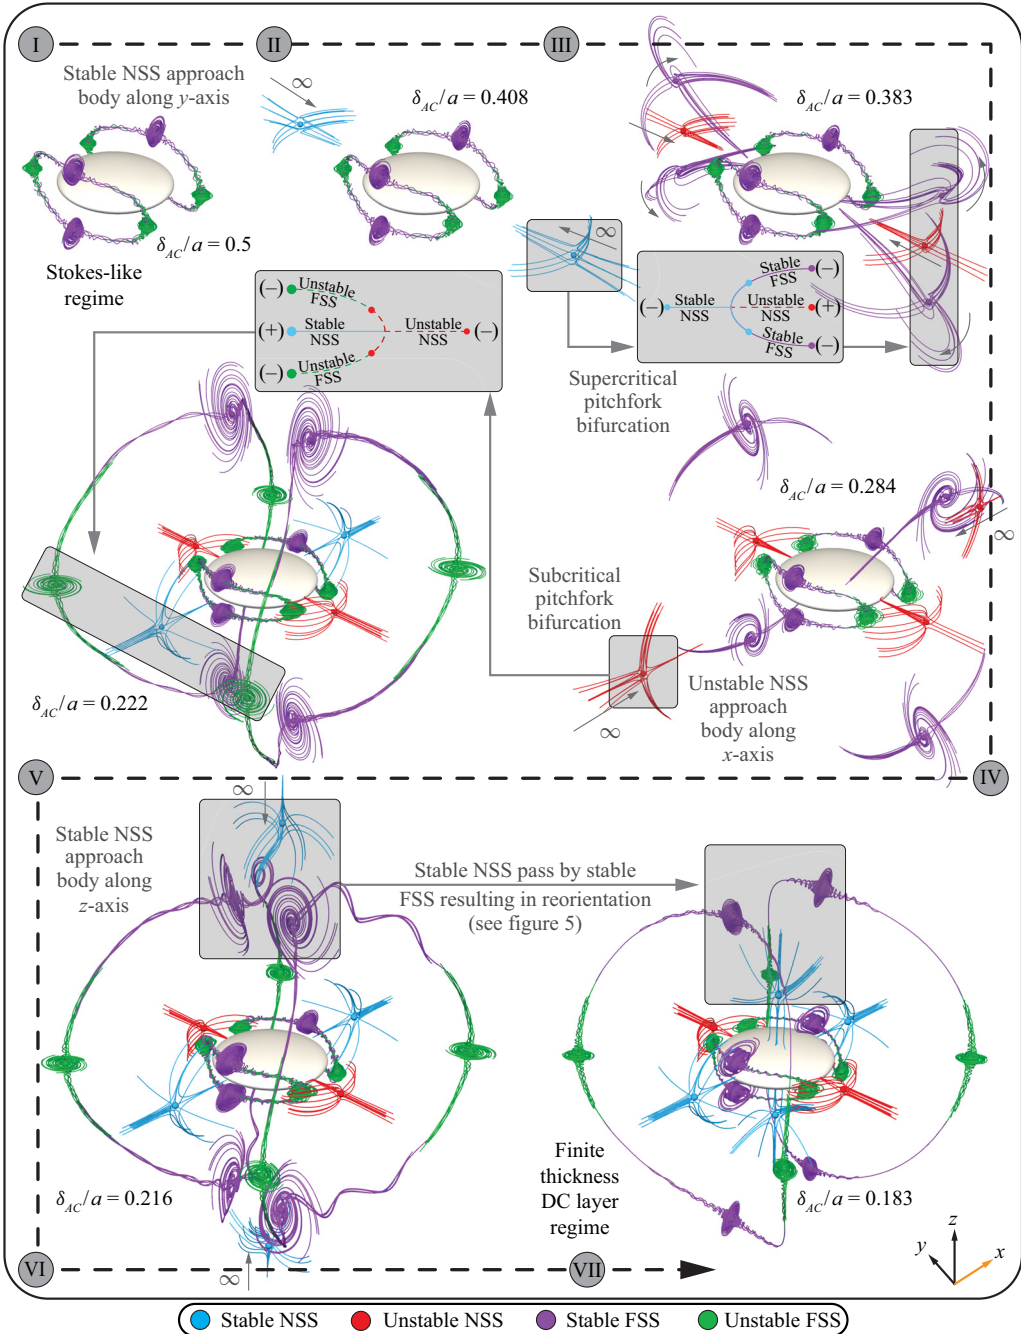 I
II
III
Stable NSS approach
body along y-axis
∞
δAC/a = 0.408
δAC/a = 0.383
δAC/a = 0.5
Stokes-like
regime
∞
(−)
Unstable
FSS
(+)
Stable
NSS
Unstable
NSS
(−)
(−)
Unstable
FSS
Stable
FSS
(−)
(−)
Stable
NSS
Unstable
NSS
(+)
Stable
FSS
(−)
Supercritical
pitchfork
bifurcation
δAC/a = 0.284
∞
Subcritical
pitchfork
bifurcation
∞
Unstable NSS
approach
body along
x-axis
δAC/a = 0.222
V
IV
∞
Stable NSS
approach
body along
z-axis
Stable NSS pass by stable
FSS resulting in reorientation
(see figure 5)
δAC/a = 0.216
∞
Finite
thickness
DC layer
regime
δAC/a = 0.183
VI
VII
z
y
x
Stable NSS
Unstable NSS
Stable FSS
Unstable FSS